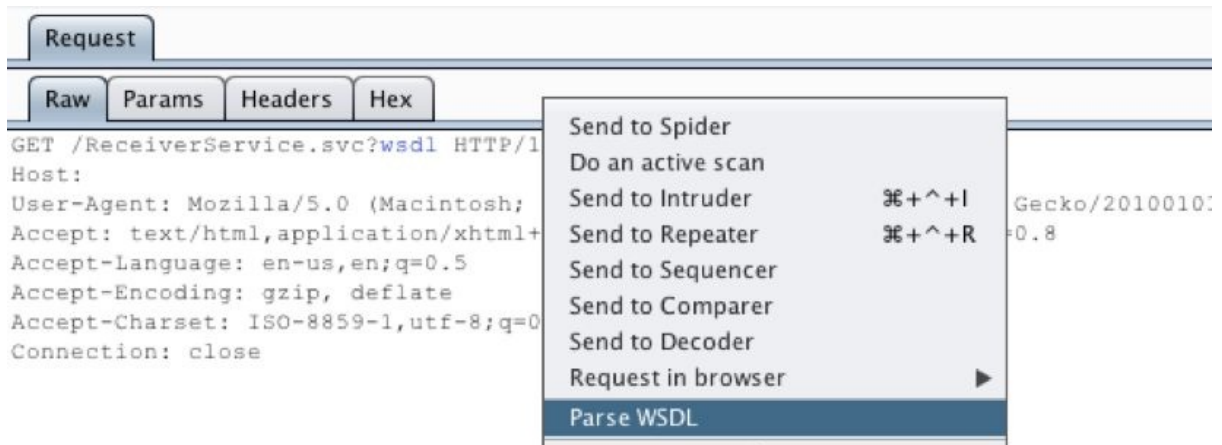 Request
Raw Params Headers Hex
GET /ReceiverService.svc?wsdl HTTP/1
Host:
User-Agent: Mozilla/5.0 (Macintosh; Gecko/20100101
Accept: text/html,application/xhtml+ =0.8
Accept-Language: en-us,en;q=0.5
Accept-Encoding: gzip, deflate
Accept-Charset: ISO-8859-1,utf-8;q=0
Connection: close
Send to Spider
Do an active scan
Send to Intruder ⌘+^+I
Send to Repeater ⌘+^+R
Send to Sequencer
Send to Comparer
Send to Decoder
Request in browser
Parse WSDL